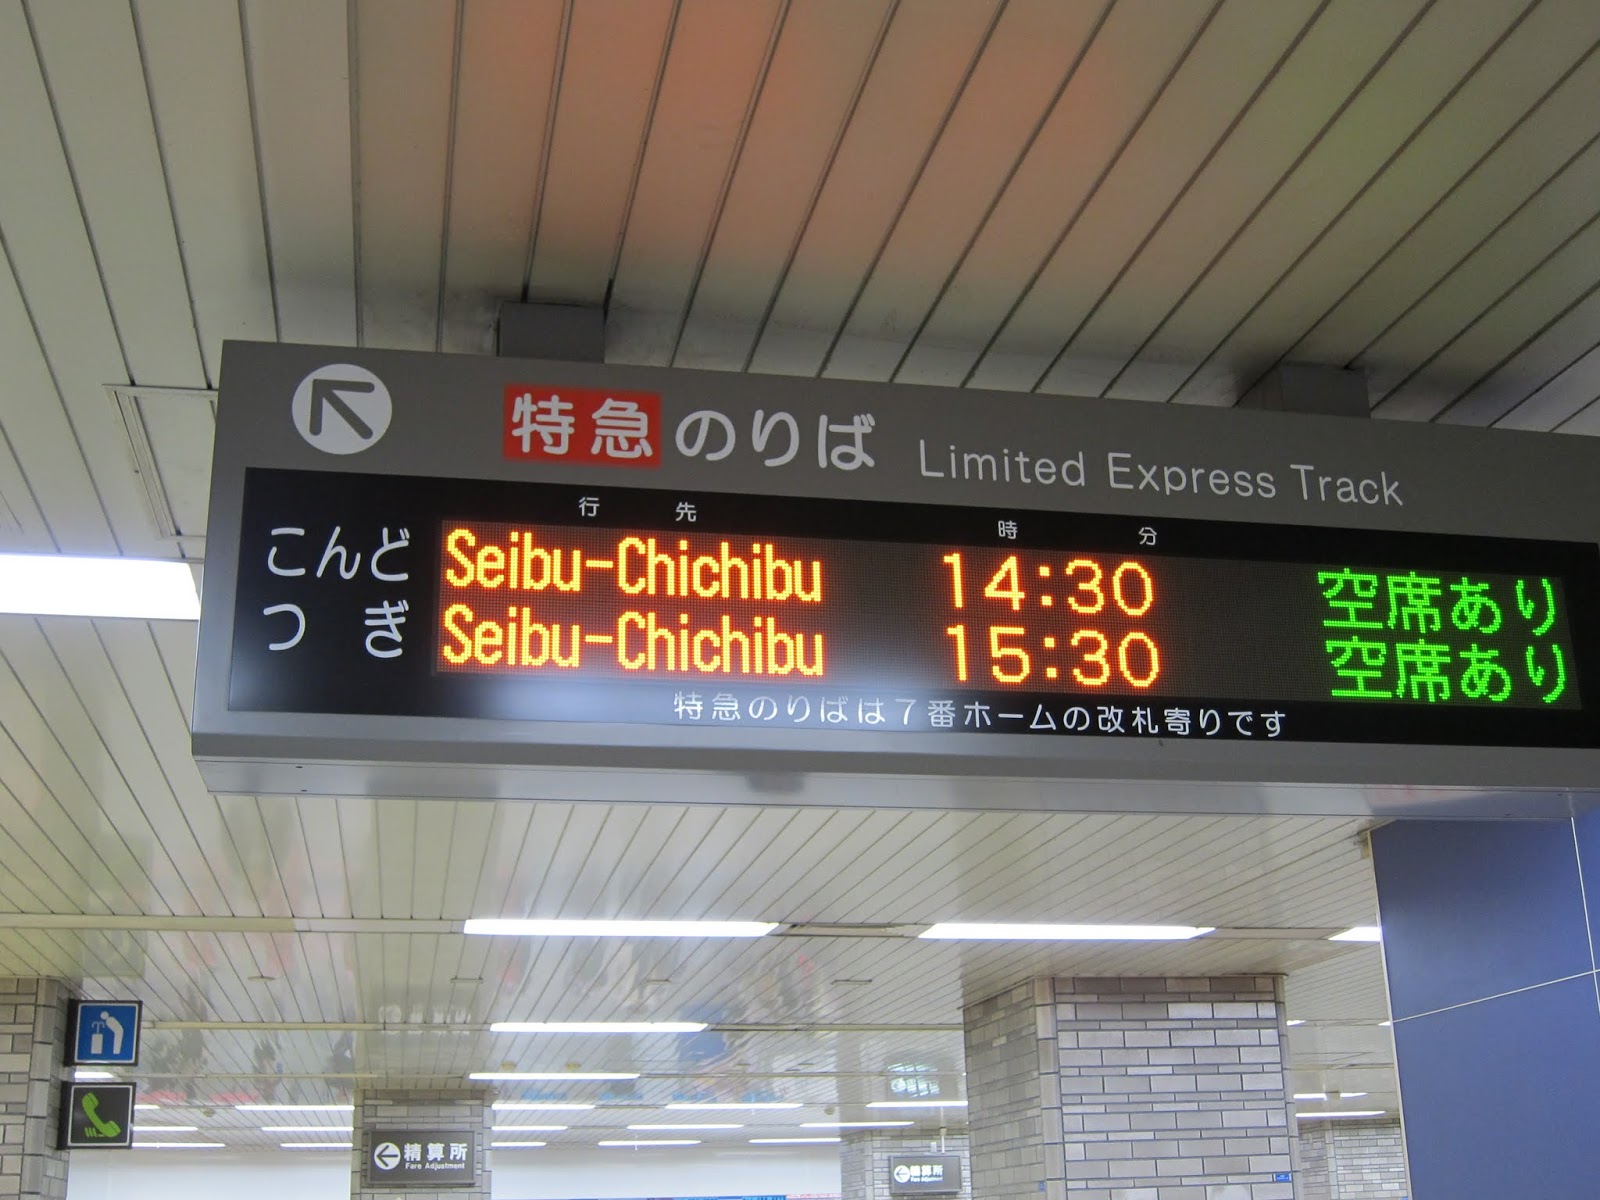 特急のりば Limited Express Track
行先 時 分
こんど Seibu-Chichibu 14:30 空席あり
つぎ Seibu-Chichibu 15:30 空席あり
特急のりばは7番ホームの改札寄りです
精算所
Fare Adjustment
精算所
Fare Adjustment